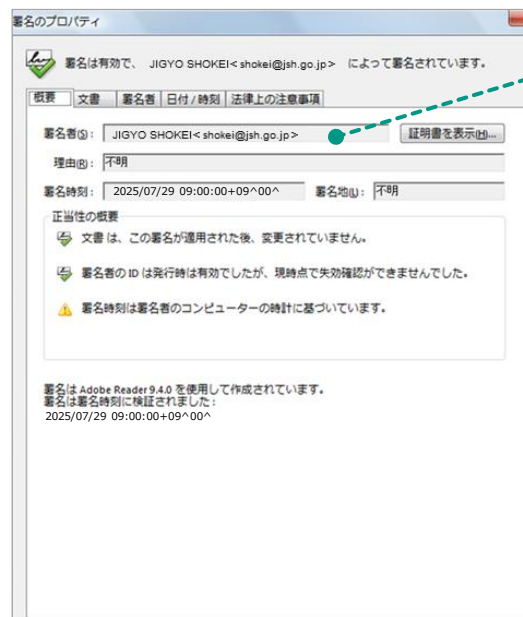 署名のプロパティ
署名は有効で、 JIGYO SHOKEI<shokei@jsh.go.jp> によって署名されています。
概要 文書 署名者 日付/時刻 法律上の注意事項
署名者(S): JIGYO SHOKEI<shokei@jsh.go.jp> 証明書を表示(H)...
理由(R): 不明
署名時刻: 2025/07/29 09:00:00+09^00^ 署名地(L): 不明
正当性の概要
文書 は、この署名が適用された後、変更されていません。
署名者の ID は発行時は有効でしたが、現時点で失効確認ができませんでした。
署名時刻は署名者のコンピューターの時計に基づいています。
署名は Adobe Reader 9.4.0 を使用して作成されています。
署名は署名時刻に検証されました:
2025/07/29 09:00:00+09^00^